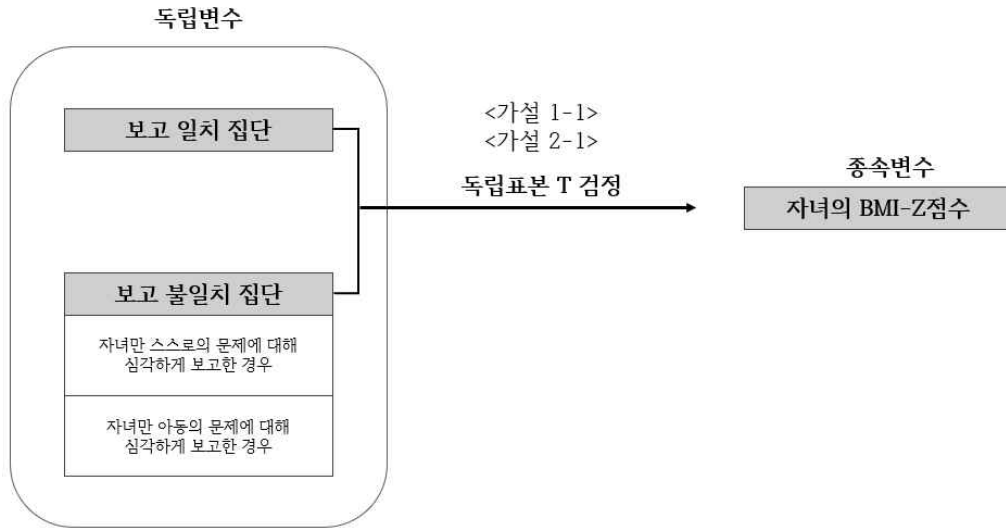 독립변수
보고 일치 집단
<가설 1-1>
<가설 2-1>
독립표본 T 검정
종속변수
자녀의 BMI-Z점수
보고 불일치 집단
자녀만 스스로의 문제에 대해
심각하게 보고한 경우
자녀만 아동의 문제에 대해
심각하게 보고한 경우